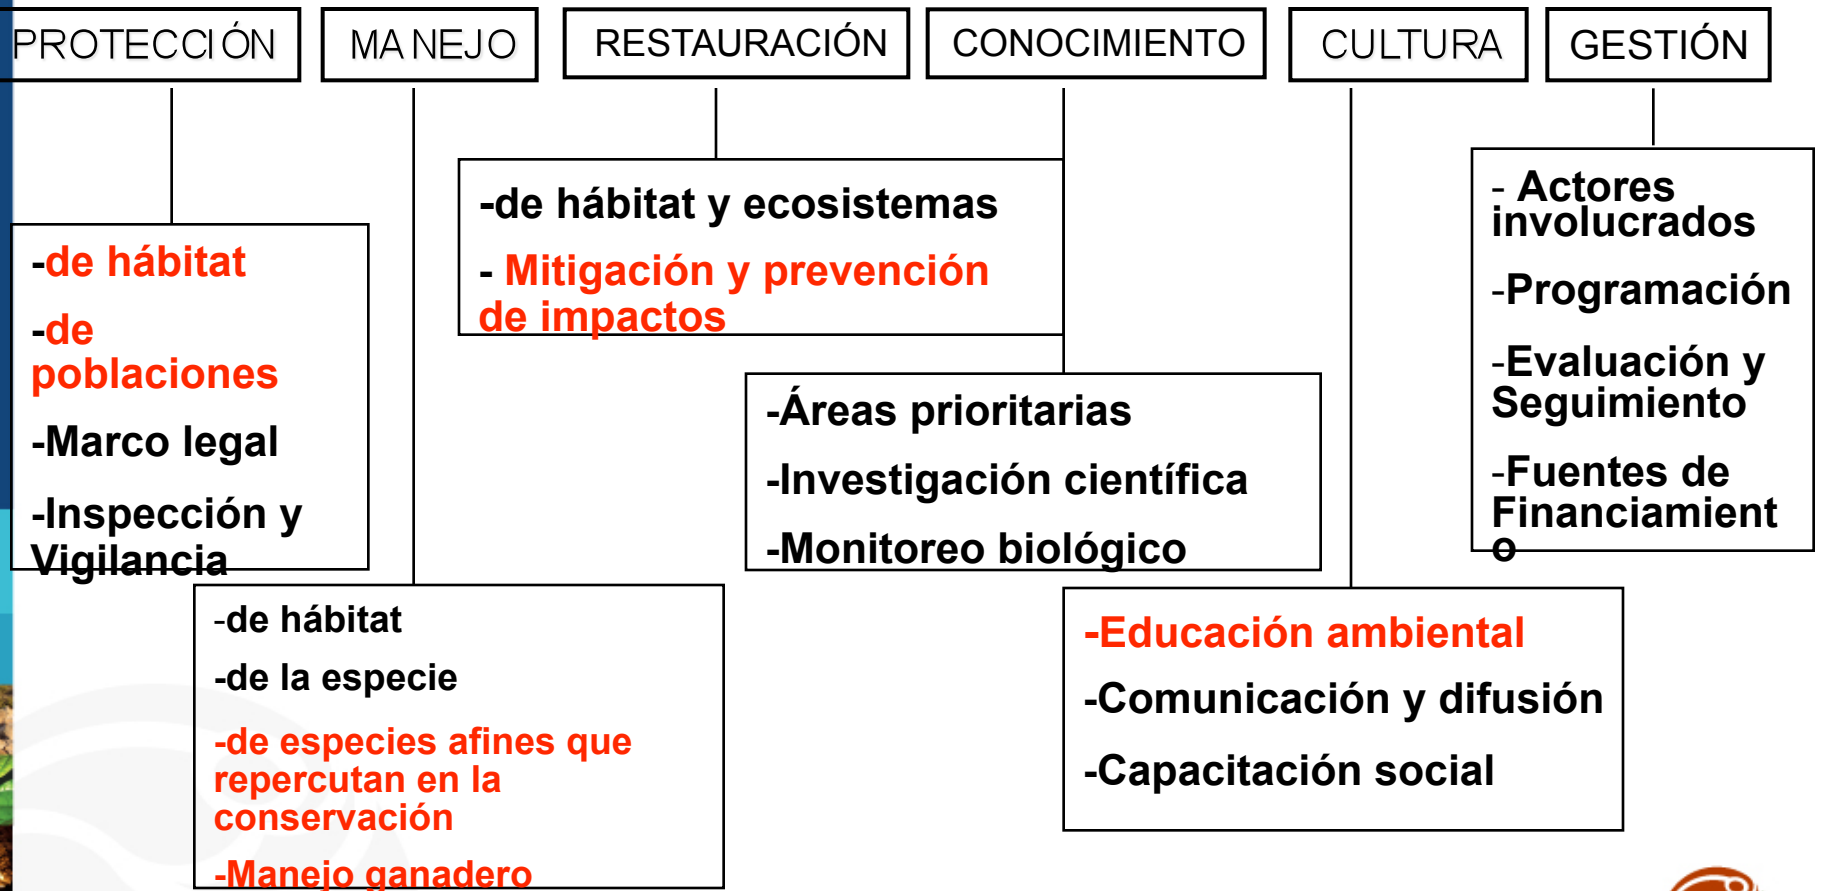 PROTECCIÓN
MANEJO
RESTAURACIÓN
CONOCIMIENTO
CULTURA
GESTIÓN
-de hábitat
-de
poblaciones
-Marco legal
-Inspección y
Vigilancia
-de hábitat
-de la especie
-de especies afines que
repercutan en la
conservación
-Manejo ganadero
-de hábitat y ecosistemas
- Mitigación y prevención
de impactos
-Áreas prioritarias
-Investigación científica
-Monitoreo biológico
-Educación ambiental
-Comunicación y difusión
-Capacitación social
- Actores
involucrados
-Programación
-Evaluación y
Seguimiento
-Fuentes de
Financiamient
o